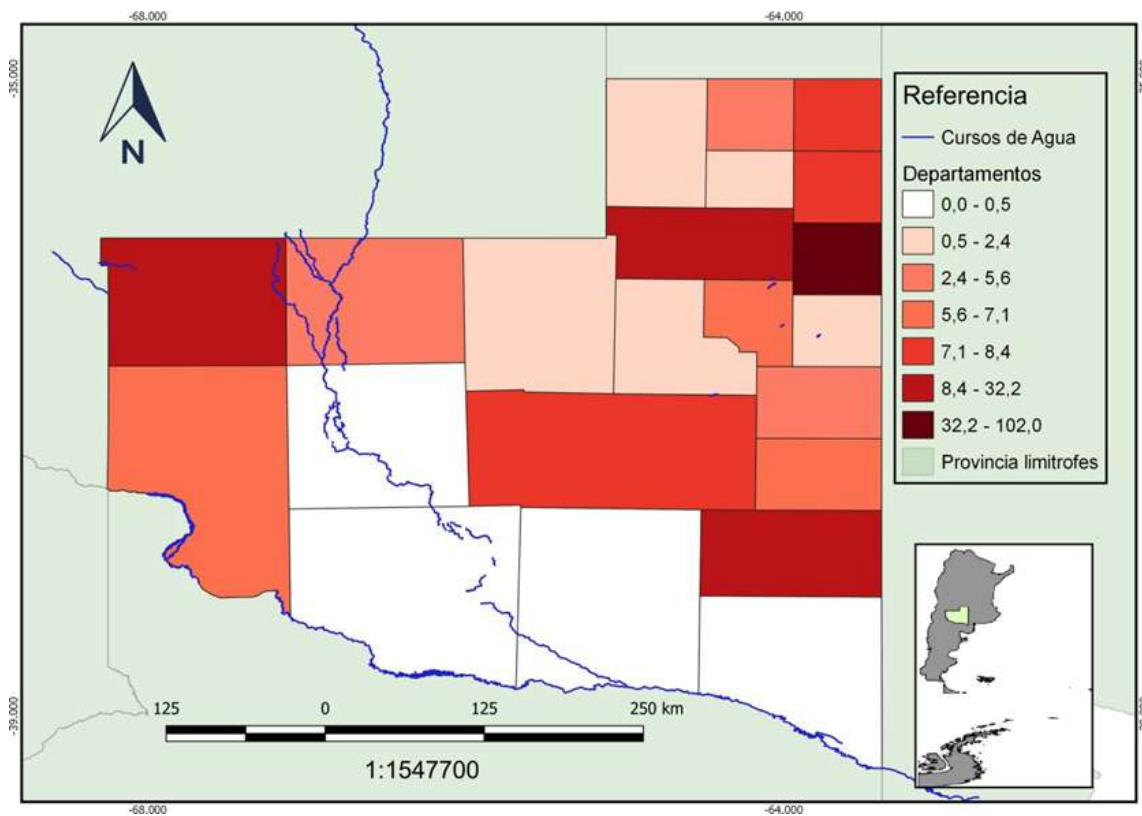 -68.000
-64.000
-35.000
N
Referencia
Cursos de Agua
Departamentos
0,0 - 0,5
0,5 - 2,4
2,4 - 5,6
5,6 - 7,1
7,1 - 8,4
8,4 - 32,2
32,2 - 102,0
Provincia limitrofes
-39.000
125
0
125
250 km
1:1547700
-68.000
-64.000